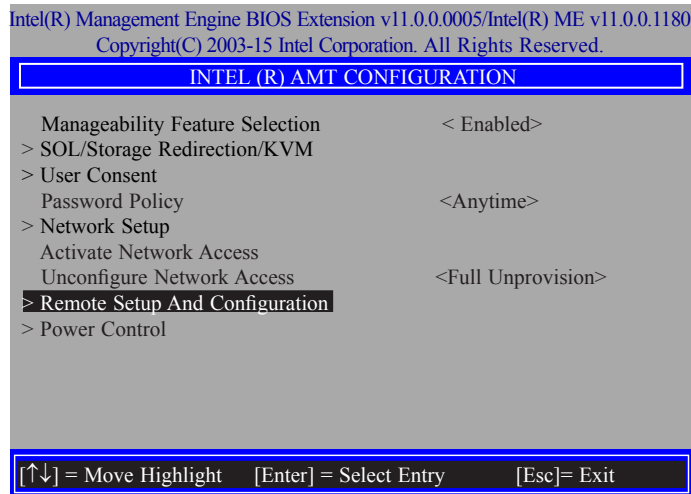 Intel(R) Management Engine BIOS Extension v11.0.0.0005/Intel(R) ME v11.0.0.1180
Copyright(C) 2003-15 Intel Corporation. All Rights Reserved.
INTEL (R) AMT CONFIGURATION
Manageability Feature Selection < Enabled>
> SOL/Storage Redirection/KVM
> User Consent
Password Policy <Anytime>
> Network Setup
Activate Network Access
Unconfigure Network Access <Full Unprovision>
> Remote Setup And Configuration
> Power Control
[↑↓] = Move Highlight [Enter] = Select Entry [Esc]= Exit